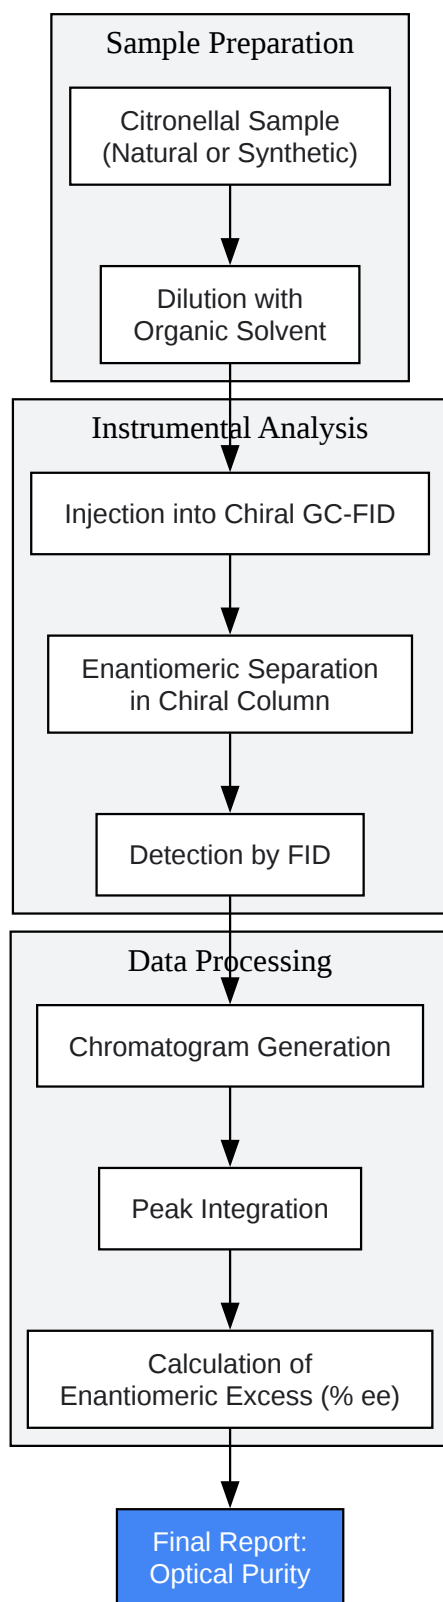 Sample Preparation
Citronellal Sample
(Natural or Synthetic)
Dilution with
Organic Solvent
Instrumental Analysis
Injection into Chiral GC-FID
Enantiomeric Separation
in Chiral Column
Detection by FID
Data Processing
Chromatogram Generation
Peak Integration
Calculation of
Enantiomeric Excess (% ee)
Final Report:
Optical Purity